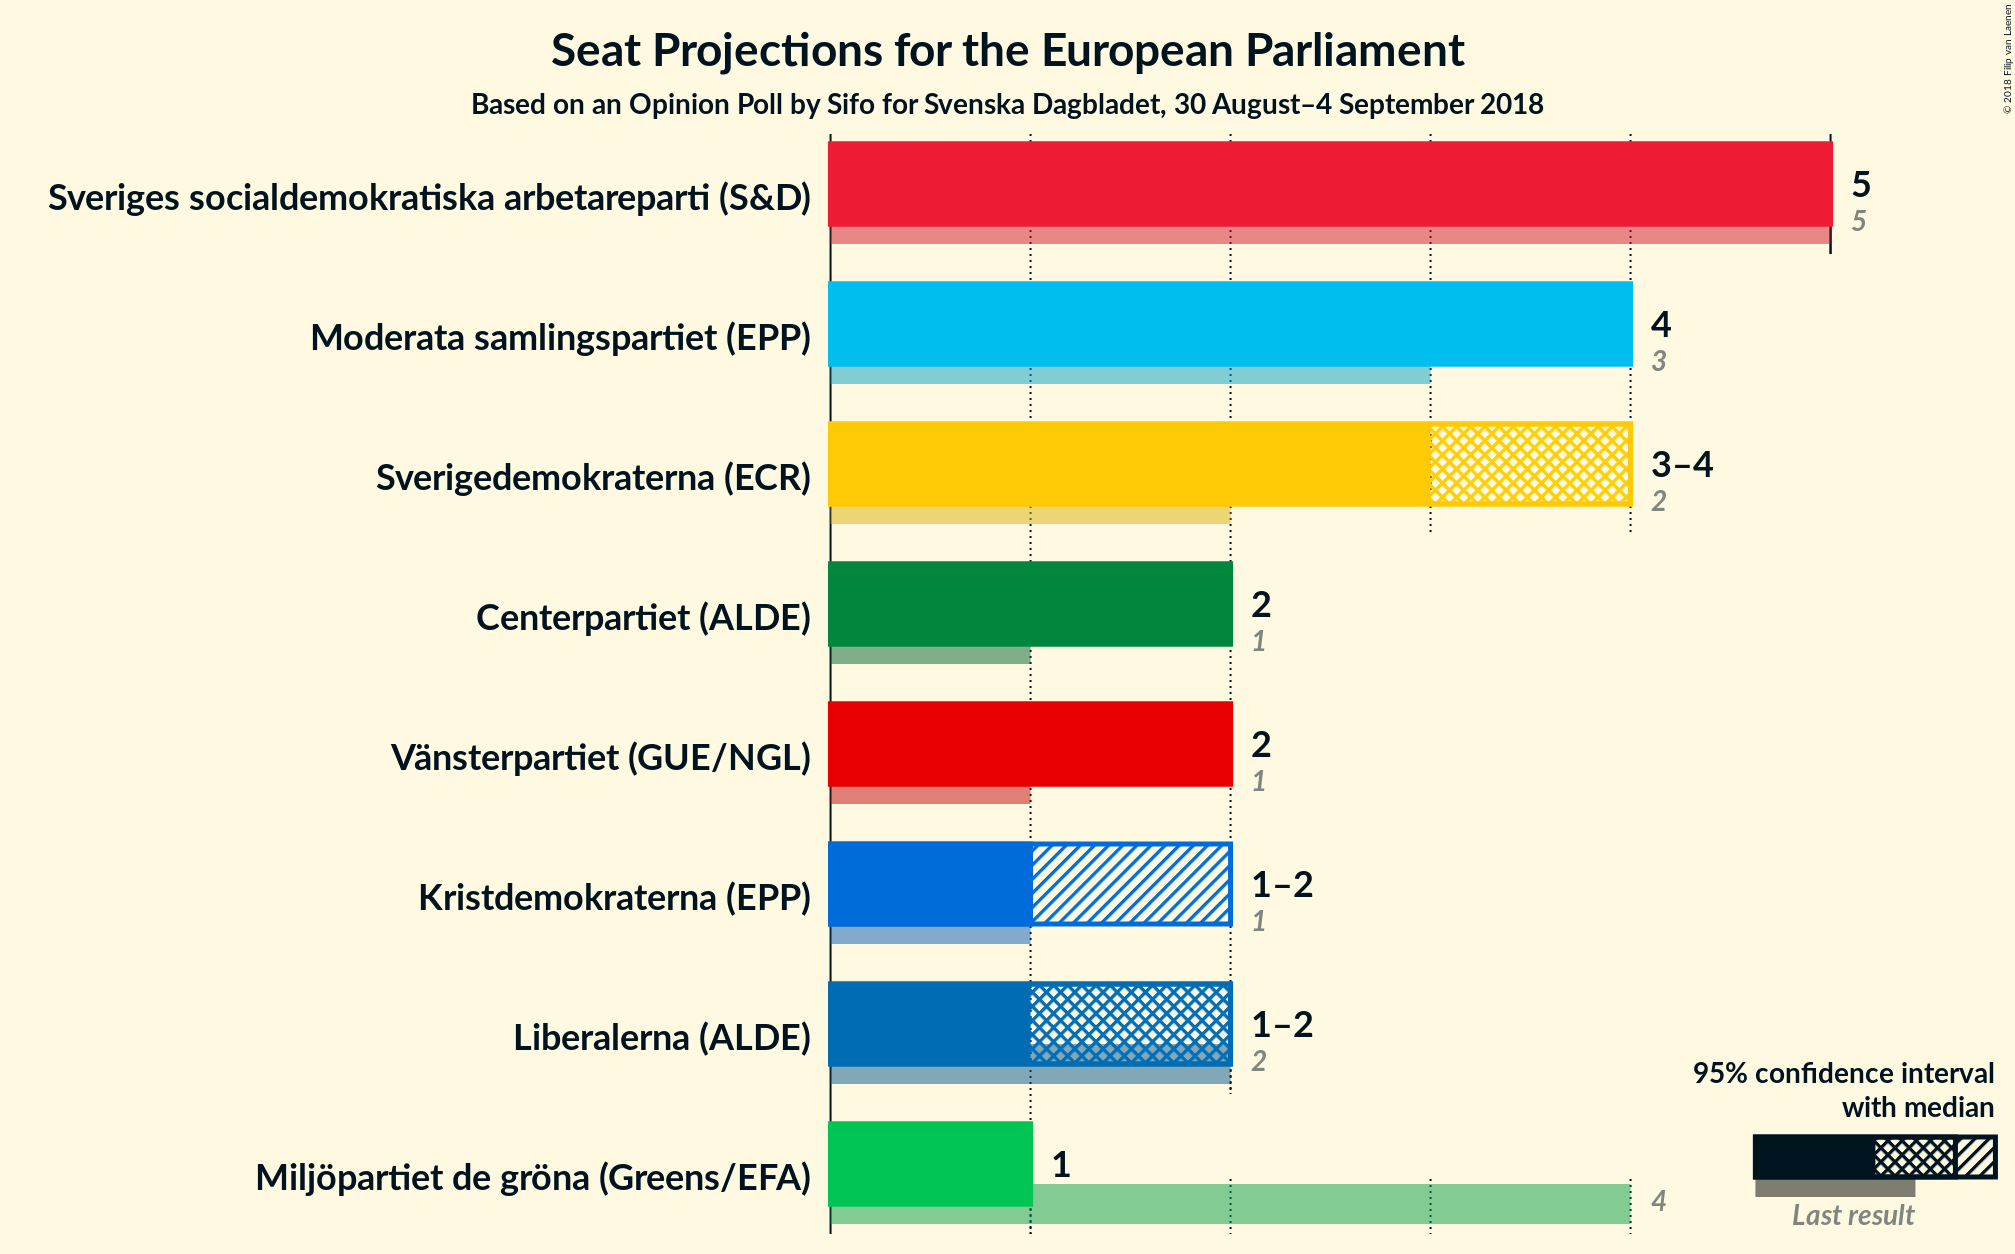 Seat Projections for the European Parliament
Based on an Opinion Poll by Sifo for Svenska Dagbladet, 30 August–4 September 2018
© 2018 Filip van Laenen
Sveriges socialdemokratiska arbetareparti (S&D)
5
5
Moderata samlingspartiet (EPP)
4
3
Sverigedemokraterna (ECR)
3–4
2
Centerpartiet (ALDE)
2
1
Vänsterpartiet (GUE/NGL)
2
1
Kristdemokraterna (EPP)
1–2
1
Liberalerna (ALDE)
1–2
2
Miljöpartiet de gröna (Greens/EFA)
1
4
95% confidence interval
with median
Last result